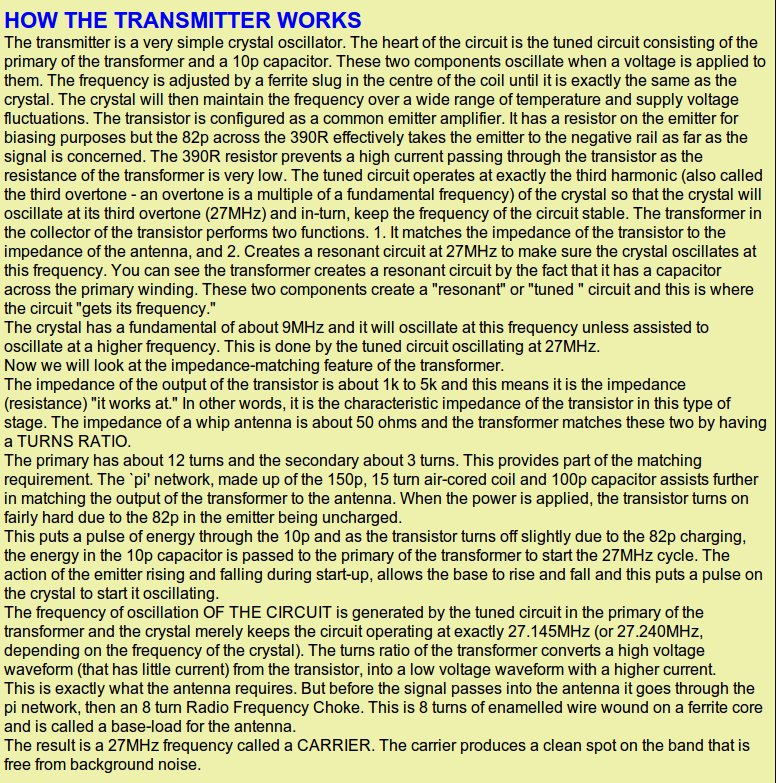 HOW THE TRANSMITTER WORKS
The transmitter is a very simple crystal oscillator. The heart of the circuit is the tuned circuit consisting of the
primary of the transformer and a 10p capacitor. These two components oscillate when a voltage is applied to
them. The frequency is adjusted by a ferrite slug in the centre of the coil until it is exactly the same as the
crystal. The crystal will then maintain the frequency over a wide range of temperature and supply voltage
fluctuations. The transistor is configured as a common emitter amplifier. It has a resistor on the emitter for
biasing purposes but the 82p across the 390R effectively takes the emitter to the negative rail as far as the
signal is concerned. The 390R resistor prevents a high current passing through the transistor as the
resistance of the transformer is very low. The tuned circuit operates at exactly the third harmonic (also called
the third overtone - an overtone is a multiple of a fundamental frequency) of the crystal so that the crystal will
oscillate at its third overtone (27MHz) and in-turn, keep the frequency of the circuit stable. The transformer in
the collector of the transistor performs two functions. 1. It matches the impedance of the transistor to the
impedance of the antenna, and 2. Creates a resonant circuit at 27MHz to make sure the crystal oscillates at
this frequency. You can see the transformer creates a resonant circuit by the fact that it has a capacitor
across the primary winding. These two components create a "resonant" or "tuned " circuit and this is where
the circuit "gets its frequency."
The crystal has a fundamental of about 9MHz and it will oscillate at this frequency unless assisted to
oscillate at a higher frequency. This is done by the tuned circuit oscillating at 27MHz.
Now we will look at the impedance-matching feature of the transformer.
The impedance of the output of the transistor is about 1k to 5k and this means it is the impedance
(resistance) "it works at." In other words, it is the characteristic impedance of the transistor in this type of
stage. The impedance of a whip antenna is about 50 ohms and the transformer matches these two by having
a TURNS RATIO.
The primary has about 12 turns and the secondary about 3 turns. This provides part of the matching
requirement. The `pi' network, made up of the 150p, 15 turn air-cored coil and 100p capacitor assists further
in matching the output of the transformer to the antenna. When the power is applied, the transistor turns on
fairly hard due to the 82p in the emitter being uncharged.
This puts a pulse of energy through the 10p and as the transistor turns off slightly due to the 82p charging,
the energy in the 10p capacitor is passed to the primary of the transformer to start the 27MHz cycle. The
action of the emitter rising and falling during start-up, allows the base to rise and fall and this puts a pulse on
the crystal to start it oscillating.
The frequency of oscillation OF THE CIRCUIT is generated by the tuned circuit in the primary of the
transformer and the crystal merely keeps the circuit operating at exactly 27.145MHz (or 27.240MHz,
depending on the frequency of the crystal). The turns ratio of the transformer converts a high voltage
waveform (that has little current) from the transistor, into a low voltage waveform with a higher current.
This is exactly what the antenna requires. But before the signal passes into the antenna it goes through the
pi network, then an 8 turn Radio Frequency Choke. This is 8 turns of enamelled wire wound on a ferrite core
and is called a base-load for the antenna.
The result is a 27MHz frequency called a CARRIER. The carrier produces a clean spot on the band that is
free from background noise.